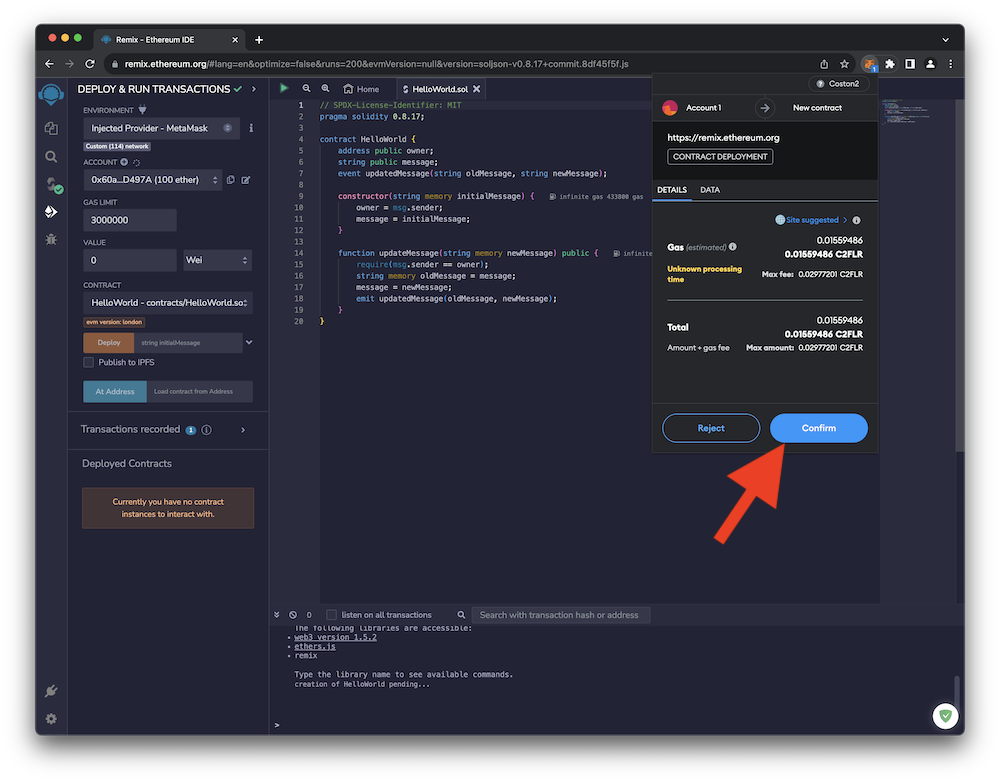 Remix - Ethereum IDE
remix.ethereum.org/#lang=en&optimize=false&runs=200&evmVersion=null&version=soljson-v0.8.17+commit.8df45f5f.js
1
DEPLOY & RUN TRANSACTIONS
ENVIRONMENT
Injected Provider - MetaMask
Custom (114) network
ACCOUNT
0x60a...D497A (100 ether)
GAS LIMIT
3000000
VALUE
0
Wei
CONTRACT
HelloWorld - contracts/HelloWorld.so
evm version: london
Deploy
string initialMessage
Publish to IPFS
At Address
Load contract from Address
Transactions recorded 1
Deployed Contracts
Currently you have no contract
instances to interact with.
Home
HelloWorld.sol
1 // SPDX-License-Identifier: MIT
2 pragma solidity 0.8.17;
3
4 contract HelloWorld {
5 address public owner;
6 string public message;
7 event updatedMessage(string oldMessage, string newMessage);
8
9 constructor(string memory initialMessage) { infinite gas 433800 gas
10 owner = msg.sender;
11 message = initialMessage;
12 }
13
14 function updateMessage(string memory newMessage) public { infinite
15 require(msg.sender == owner);
16 string memory oldMessage = message;
17 message = newMessage;
18 emit updatedMessage(oldMessage, newMessage);
19 }
20 }
Coston2
Account 1
New contract
https://remix.ethereum.org
CONTRACT DEPLOYMENT
DETAILS
DATA
Site suggested
Gas (estimated)
0.01559486
0.01559486 C2FLR
Unknown processing
time
Max fee: 0.02977201 C2FLR
Total
0.01559486
0.01559486 C2FLR
Amount + gas fee
Max amount: 0.02977201 C2FLR
Reject
Confirm
0
listen on all transactions
Search with transaction hash or address
The following libraries are accessible:
• web3 version 1.5.2
• ethers.js
• remix
Type the library name to see available commands.
creation of HelloWorld pending...
>